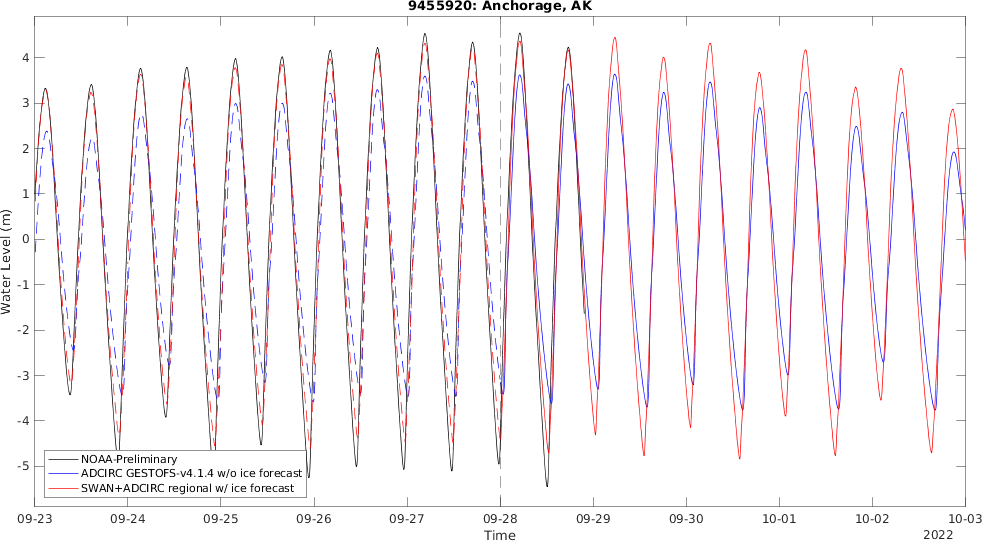 9455920: Anchorage, AK
Water Level (m)
4
3
2
1
0
-1
-2
-3
-4
-5
NOAA-Preliminary
ADCIRC GESTOFS-v4.1.4 w/o ice forecast
SWAN+ADCIRC regional w/ ice forecast
09-23 09-24 09-25 09-26 09-27 09-28 09-29 09-30 10-01 10-02 10-03
Time
2022